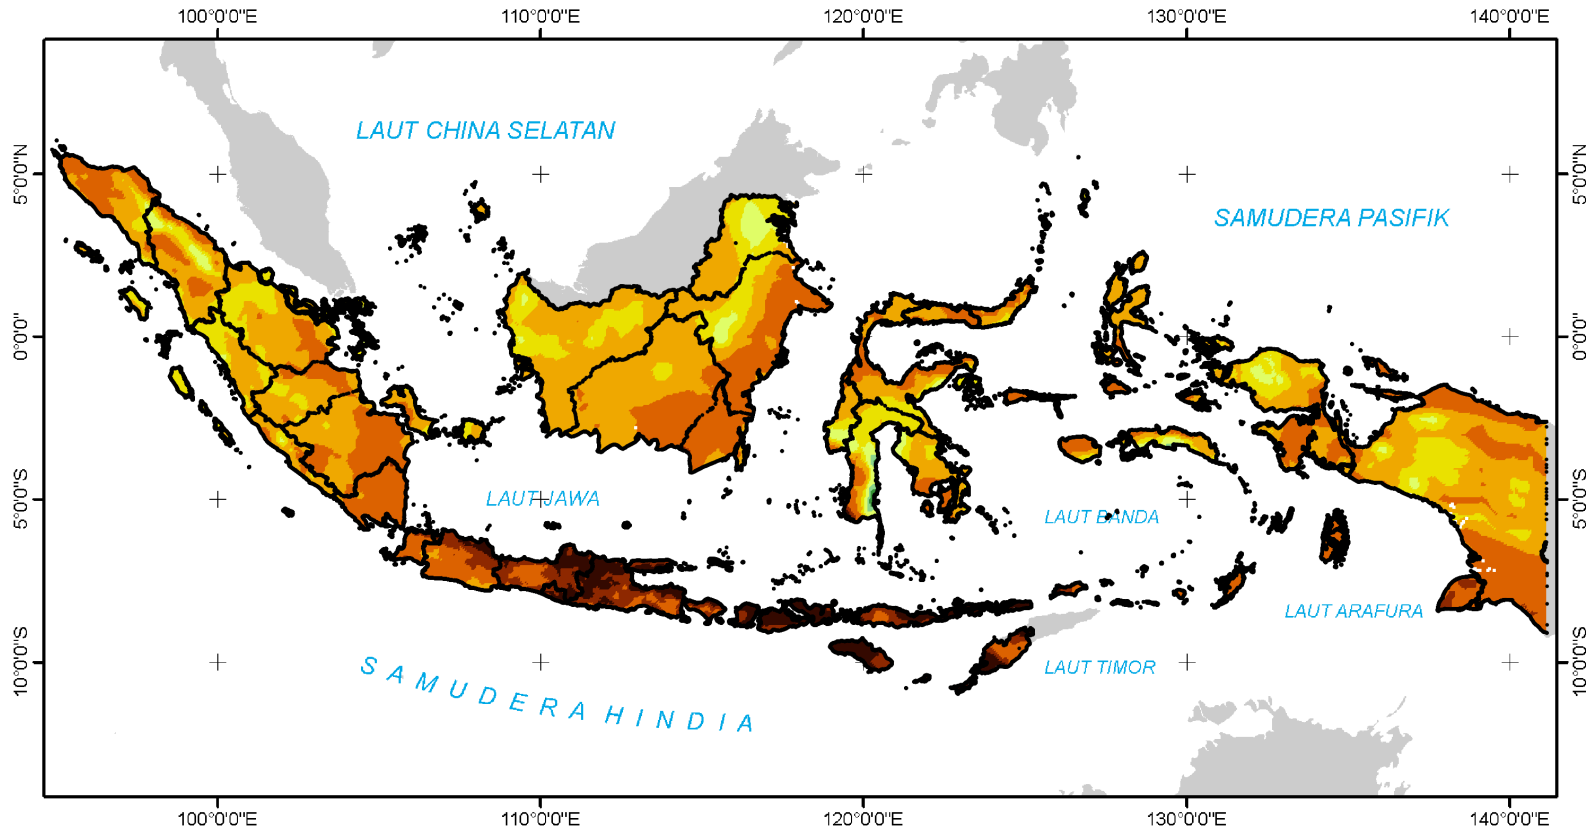 100°0'0"E 110°0'0"E 120°0'0"E 130°0'0"E 140°0'0"E
LAUT CHINA SELATAN
5°0'0"N 5°0'0"N
SAMUDERA PASIFIK
0°0'0" 0°0'0"
5°0'0"S LAUT JAWA 5°0'0"S
LAUT BANDA
LAUT ARAFURA
10°0'0"S LAUT TIMOR 10°0'0"S
SAMUDERA HINDIA
100°0'0"E 110°0'0"E 120°0'0"E 130°0'0"E 140°0'0"E